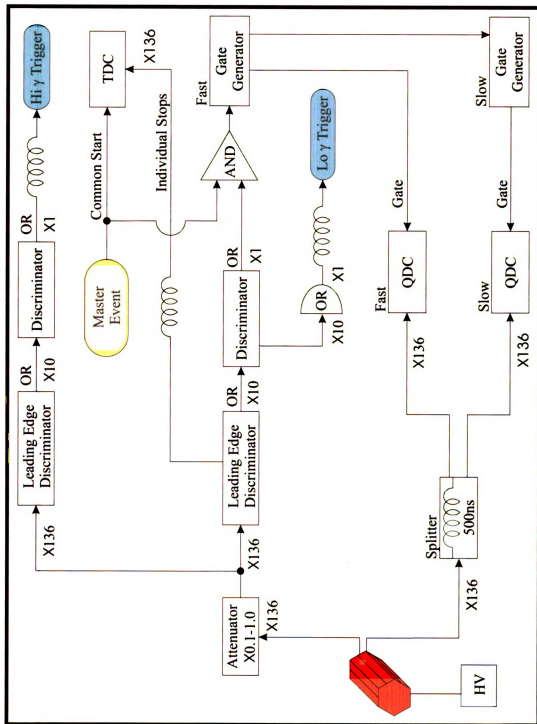 Hi γ Trigger
OR
X1
Discriminator
OR
X10
Leading Edge
Discriminator
X136
TDC
X136
Common Start
Individual Stops
Master
Event
Fast
Gate
Generator
AND
OR
X1
Discriminator
OR
X10
Leading Edge
Discriminator
X136
Attenuator
X0.1-1.0
X136
Lo γ Trigger
X1
OR
X10
Slow
Gate
Generator
Gate
Gate
Fast
QDC
X136
Slow
QDC
X136
Splitter
500ns
X136
HV